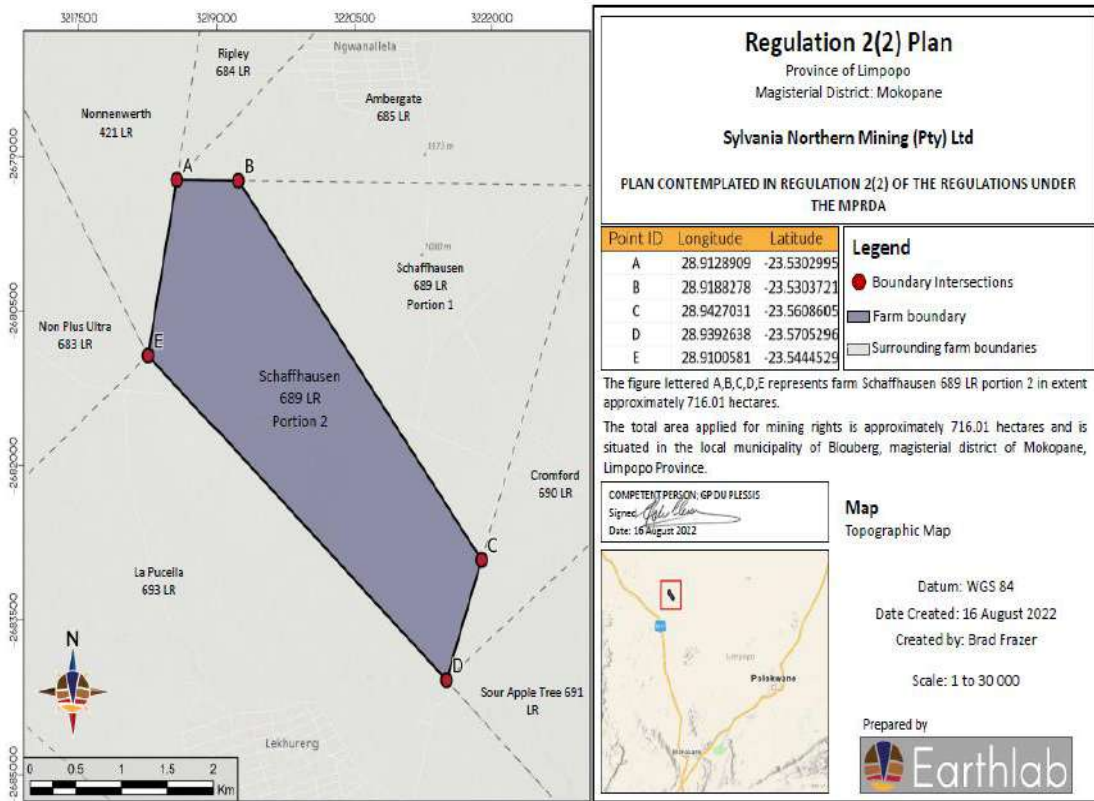 3217500 3219000 3220500 3222000
-2679000
-2680500
-2682000
-2683500
-2685000
Ripley
684 LR
Ngwanallela
Nonnenwerth
421 LR
Ambergate
685 LR
A
B
Schaffhausen
689 LR
Portion 1
Non Plus Ultra
683 LR
E
Schaffhausen
689 LR
Portion 2
Cromford
690 LR
C
La Pucella
693 LR
D
Sour Apple Tree 691
LR
N
Lekhureng
0 0.5 1 1.5 2
Km
Regulation 2(2) Plan
Province of Limpopo
Magisterial District: Mokopane
Sylvania Northern Mining (Pty) Ltd
PLAN CONTEMPLATED IN REGULATION 2(2) OF THE REGULATIONS UNDER
THE MPRDA
Point ID Longitude Latitude
A 28.9128909 -23.5302995
B 28.9188278 -23.5303721
C 28.9427031 -23.5608605
D 28.9392638 -23.5705296
E 28.9100581 -23.5444529
Legend
Boundary Intersections
Farm boundary
Surrounding farm boundaries
The figure lettered A,B,C,D,E represents farm Schaffhausen 689 LR portion 2 in extent
approximately 716.01 hectares.
The total area applied for mining rights is approximately 716.01 hectares and is
situated in the local municipality of Blouberg, magisterial district of Mokopane,
Limpopo Province.
COMPETENT PERSON: GP DU PLESSIS
Signed
Date: 16 August 2022
Map
Topographic Map
Datum: WGS 84
Date Created: 16 August 2022
Created by: Brad Frazer
Scale: 1 to 30 000
Limpopo
Polokwane
Prepared by
Earthlab